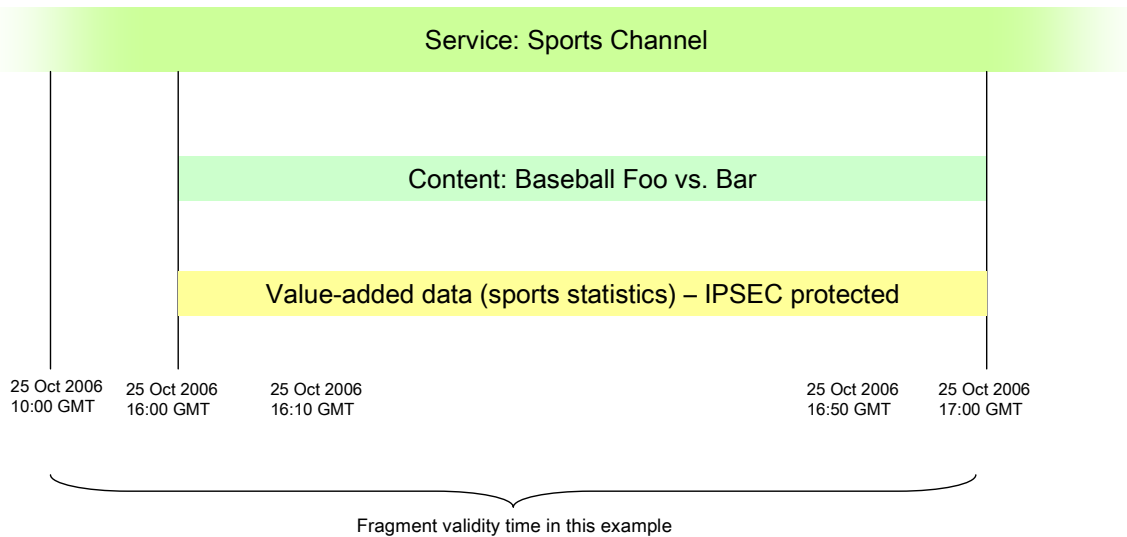 Service: Sports Channel
Content: Baseball Foo vs. Bar
Value-added data (sports statistics) – IPSEC protected
25 Oct 2006
10:00 GMT
25 Oct 2006
16:00 GMT
25 Oct 2006
16:10 GMT
25 Oct 2006
16:50 GMT
25 Oct 2006
17:00 GMT
Fragment validity time in this example